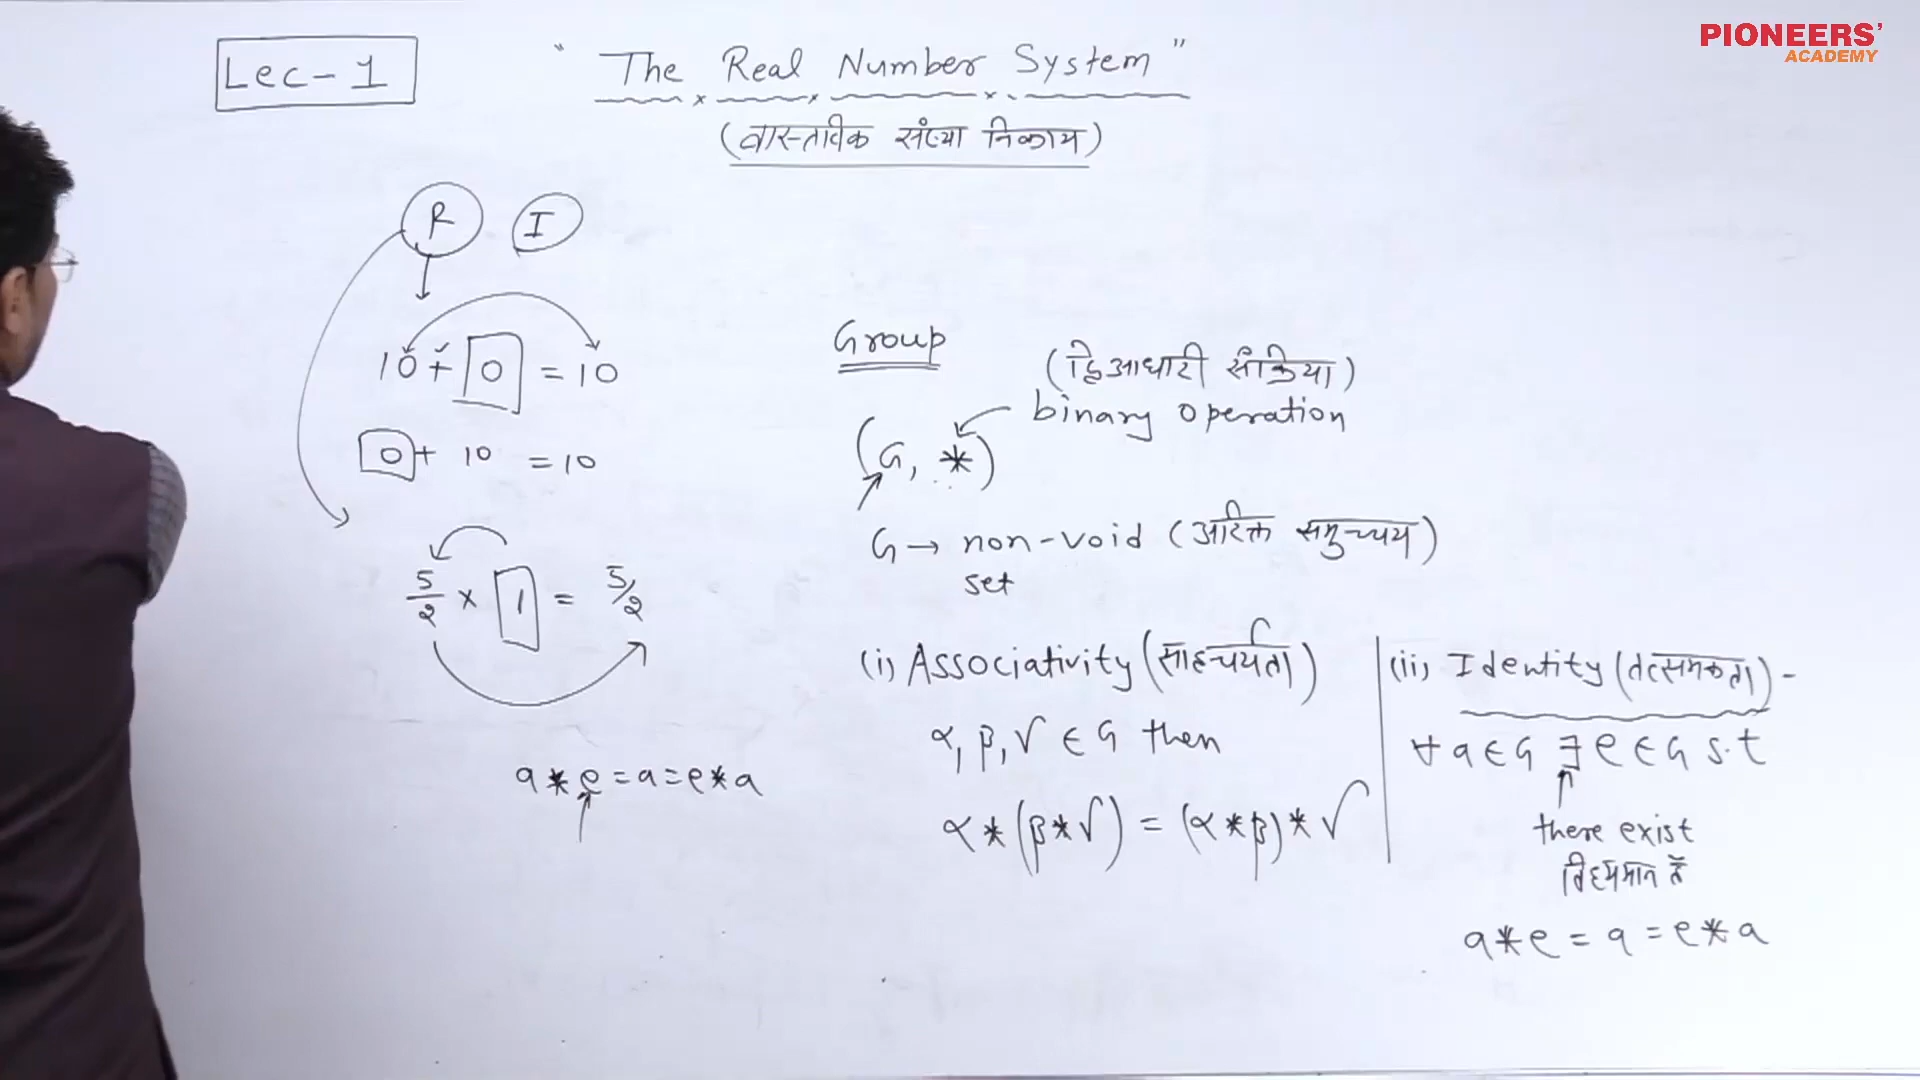 PIONEERS'
ACADEMY
Lec-1
" The Real Number System "
(वास्तविक संख्या निकाय)
R I
10 + 0 = 10
0 + 10 = 10
5/2 × 1 = 5/2
a * e = a = e * a
Group
(द्विआधारी संक्रिया)
binary operation
(G, *)
G → non-void (अरिक्त समुच्चय)
set
(i) Associativity (साहचर्यता)
α, β, γ ∈ G then
α * (β * γ) = (α * β) * γ
(ii) Identity (तत्समकता) -
∀ a ∈ G ∃ e ∈ G s.t
there exist
a * e = a = e * a